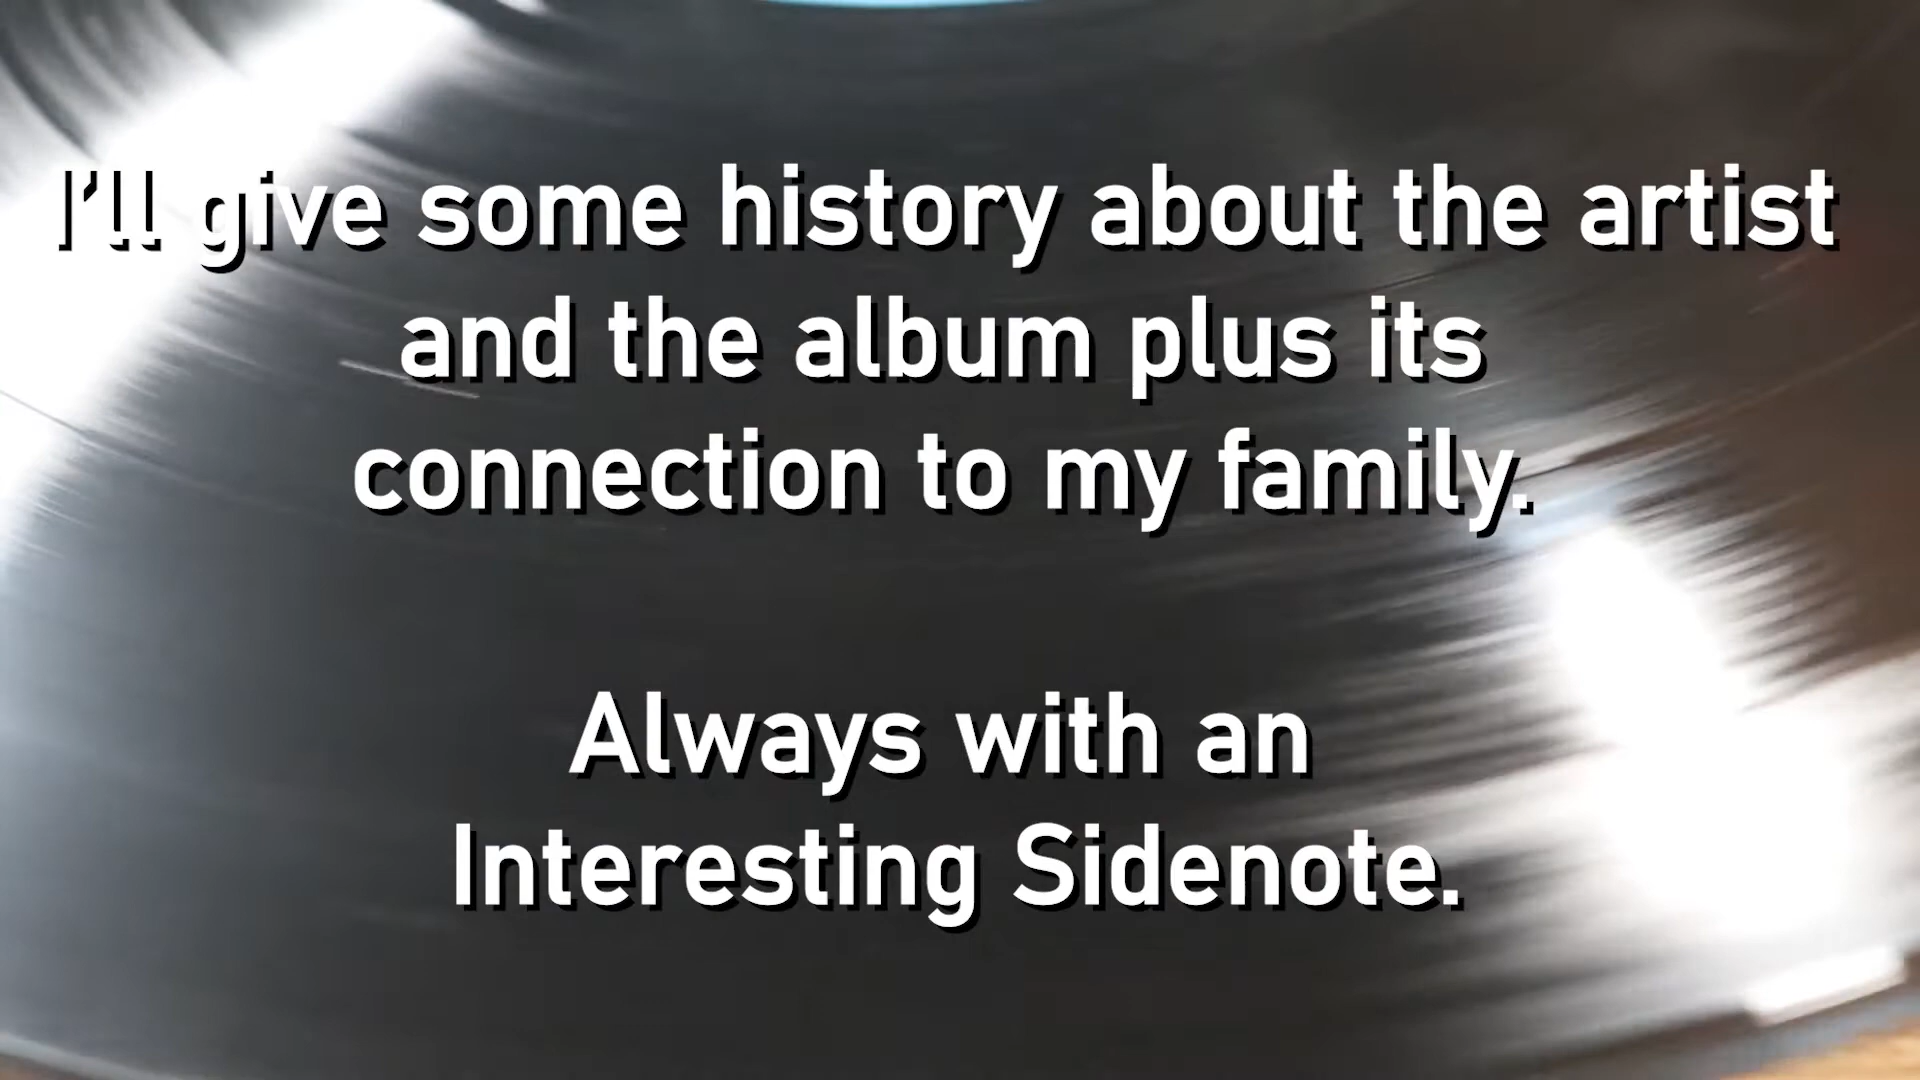 I'll give some history about the artist
and the album plus its
connection to my family.
Always with an
Interesting Sidenote.